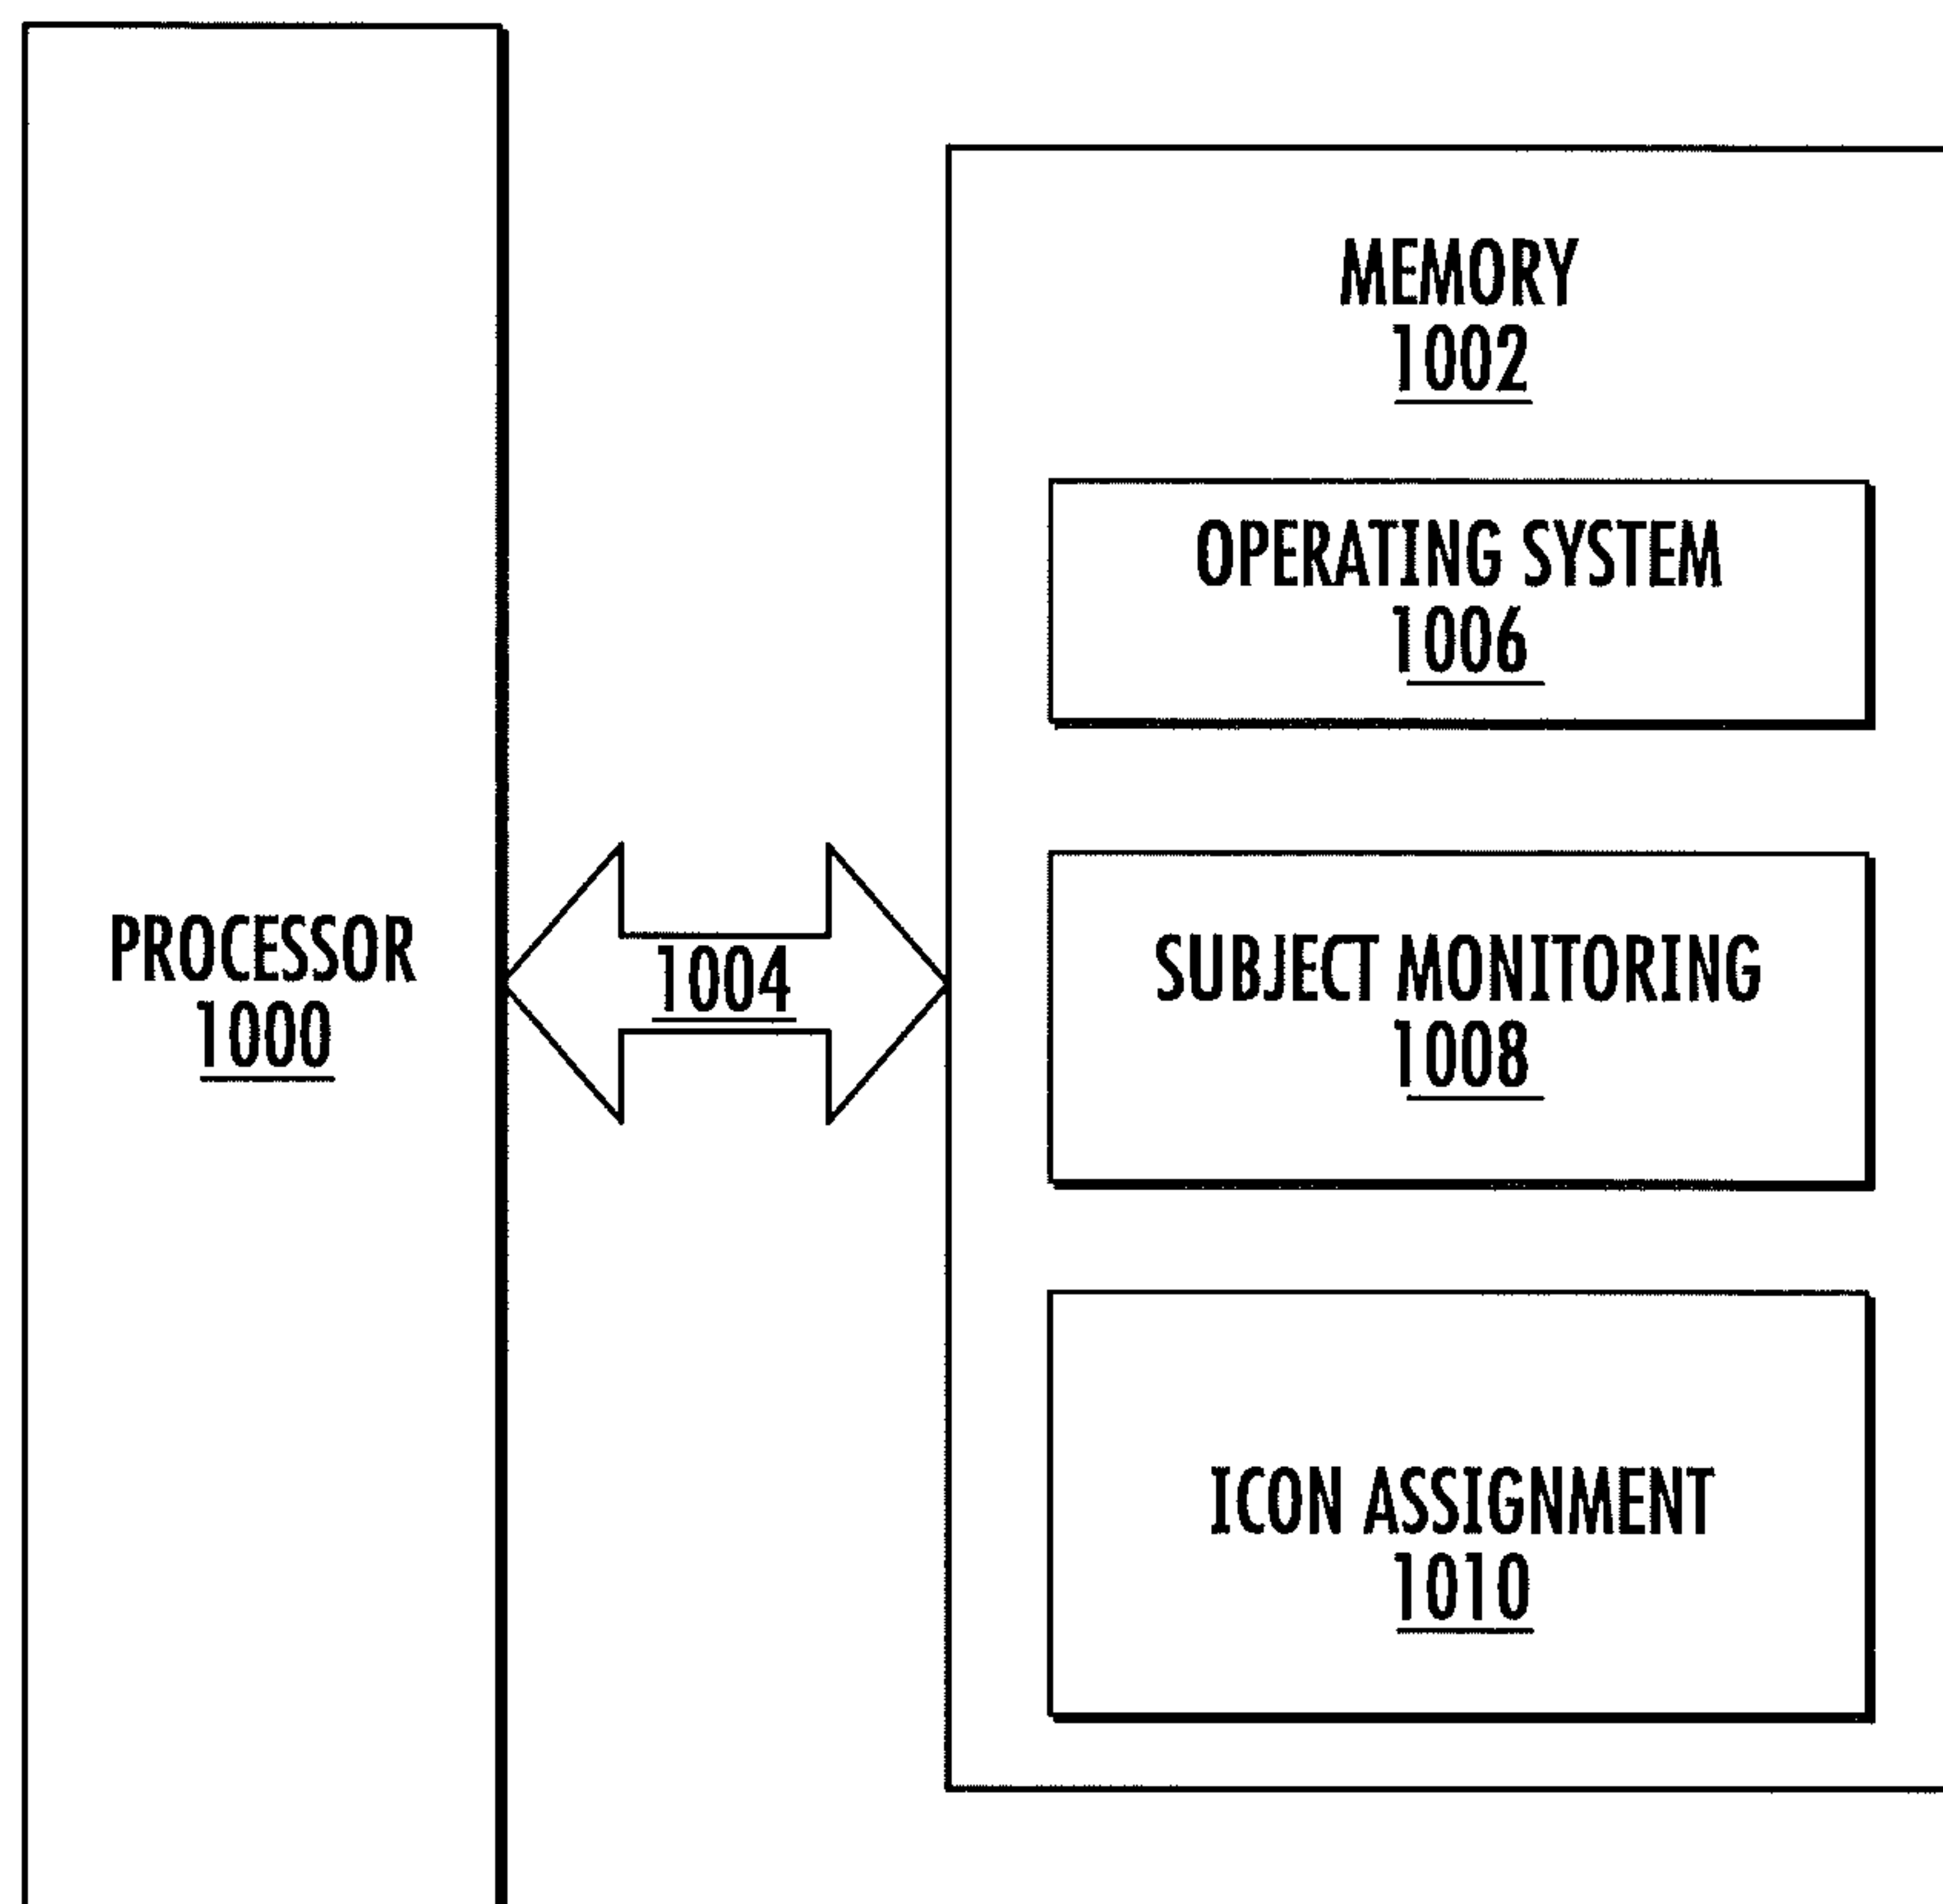 PROCESSOR
1000
1004
MEMORY
1002
OPERATING SYSTEM
1006
SUBJECT MONITORING
1008
ICON ASSIGNMENT
1010